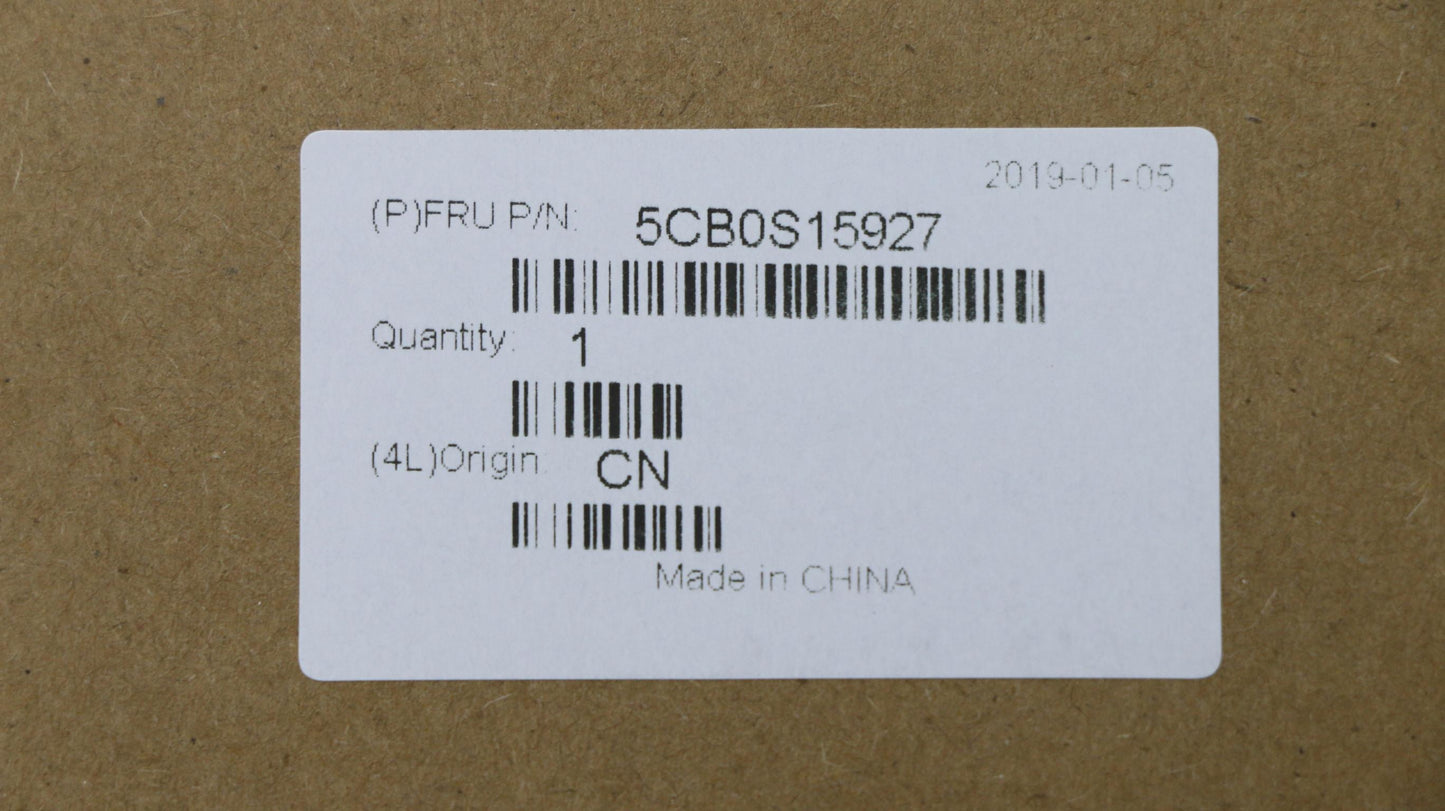 2019-01-05
(P)FRU P/N: 5CB0S15927
Quantity: 1
(4L)Origin: CN
Made in CHINA